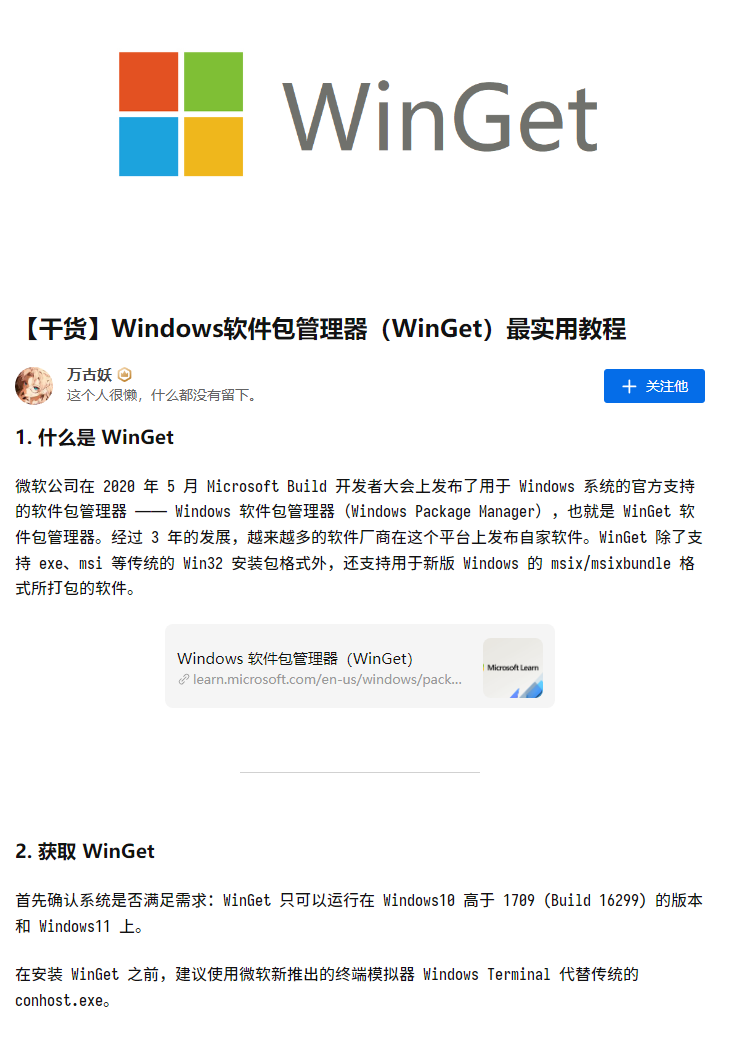 WinGet
【干货】Windows软件包管理器（WinGet）最实用教程
万古妖
这个人很懒，什么都没有留下。
关注他
1. 什么是 WinGet
微软公司在 2020 年 5 月 Microsoft Build 开发者大会上发布了用于 Windows 系统的官方支持
的软件包管理器 —— Windows 软件包管理器（Windows Package Manager），也就是 WinGet 软
件包管理器。经过 3 年的发展，越来越多的软件厂商在这个平台上发布自家软件。WinGet 除了支
持 exe、msi 等传统的 Win32 安装包格式外，还支持用于新版 Windows 的 msix/msixbundle 格
式所打包的软件。
Windows 软件包管理器（WinGet）
learn.microsoft.com/en-us/windows/pack...
Microsoft Learn
2. 获取 WinGet
首先确认系统是否满足需求：WinGet 只可以运行在 Windows10 高于 1709（Build 16299）的版本
和 Windows11 上。
在安装 WinGet 之前，建议使用微软新推出的终端模拟器 Windows Terminal 代替传统的
conhost.exe。